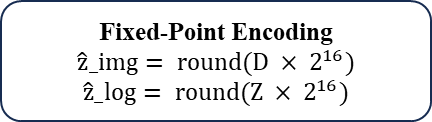 Fixed-Point Encoding
ẑ_img = round(D × 2¹⁶)
ẑ_log = round(Z × 2¹⁶)